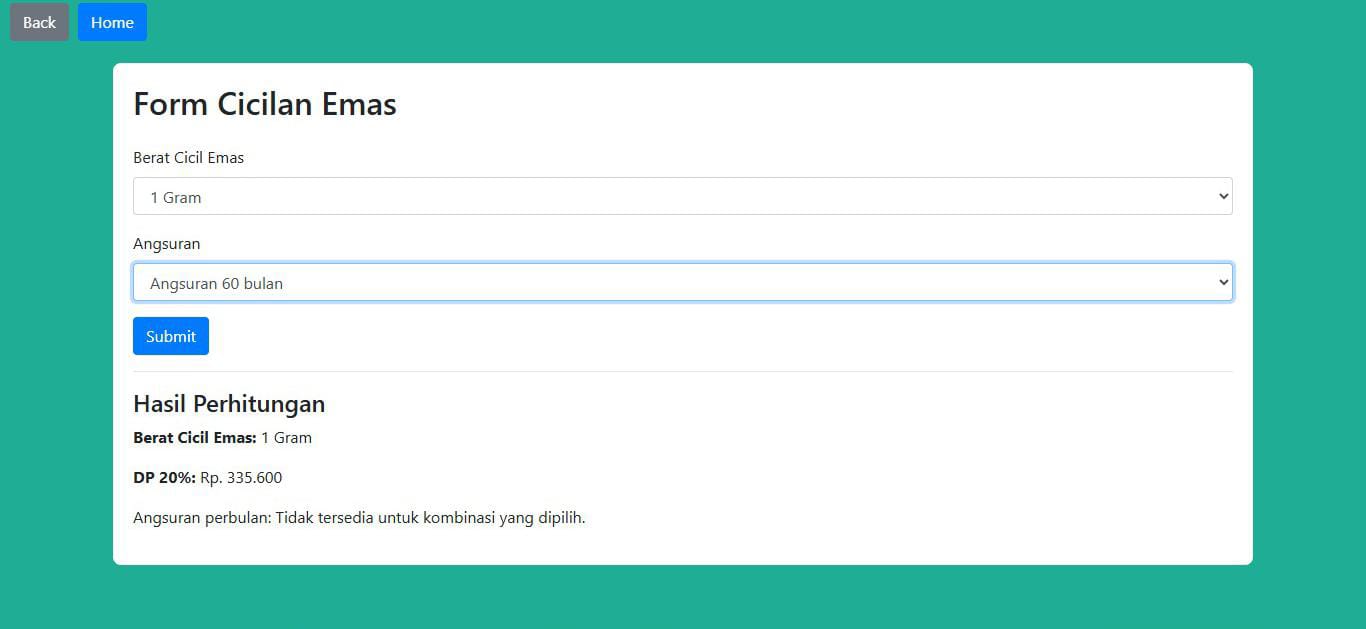 Back Home
Form Cicilan Emas
Berat Cicil Emas
1 Gram
Angsuran
Angsuran 60 bulan
Submit
Hasil Perhitungan
Berat Cicil Emas: 1 Gram
DP 20%: Rp. 335.600
Angsuran perbulan: Tidak tersedia untuk kombinasi yang dipilih.